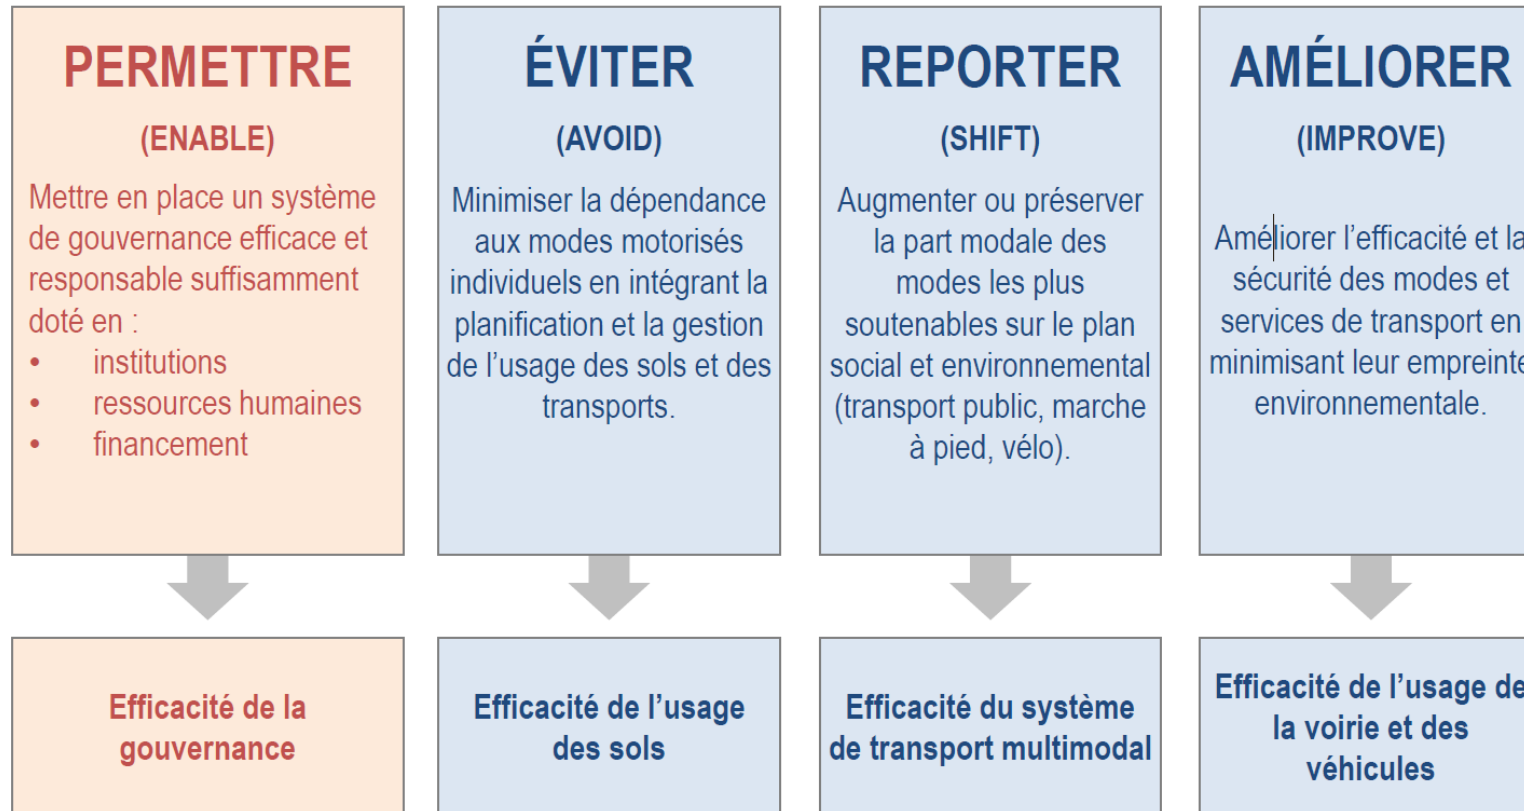 PERMETTRE
(ENABLE)
Mettre en place un système
de gouvernance efficace et
responsable suffisamment
doté en :
• institutions
• ressources humaines
• financement
Efficacité de la
gouvernance
ÉVITER
(AVOID)
Minimiser la dépendance
aux modes motorisés
individuels en intégrant la
planification et la gestion
de l’usage des sols et des
transports.
Efficacité de l’usage
des sols
REPORTER
(SHIFT)
Augmenter ou préserver
la part modale des
modes les plus
soutenables sur le plan
social et environnemental
(transport public, marche
à pied, vélo).
Efficacité du système
de transport multimodal
AMÉLIORER
(IMPROVE)
Améliorer l’efficacité et la
sécurité des modes et
services de transport en
minimisant leur empreinte
environnementale.
Efficacité de l’usage de
la voirie et des
véhicules